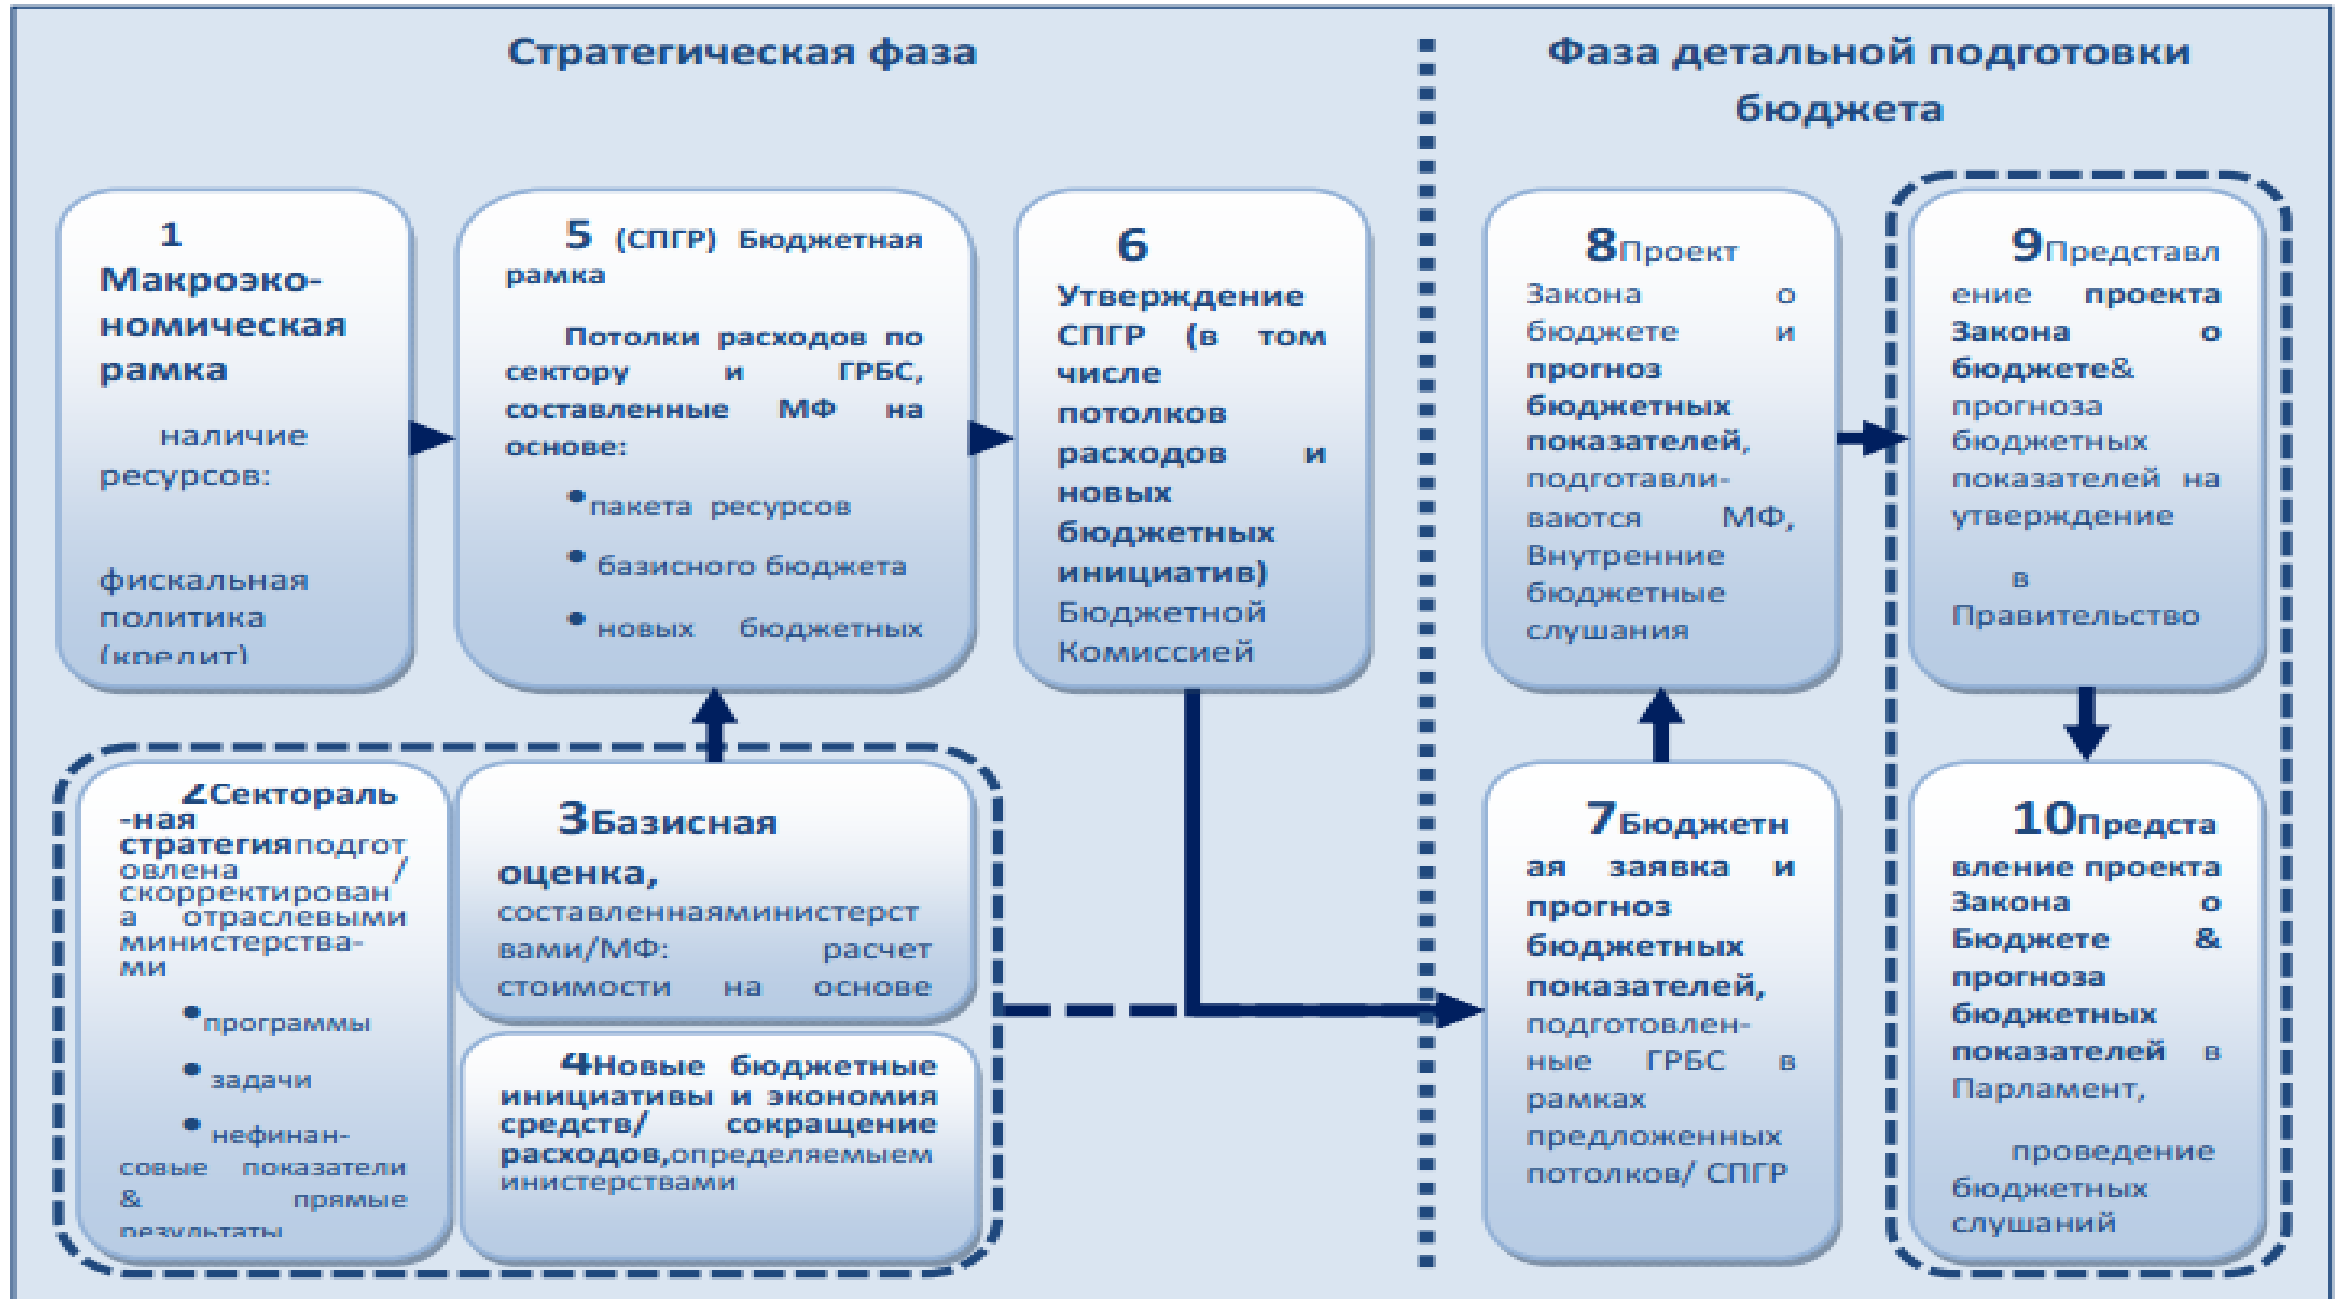 Стратегическая фаза
Фаза детальной подготовки
бюджета
1
Макроэко-
номическая
рамка
наличие
ресурсов:
фискальная
политика
(кредит)
5 (СПГР) Бюджетная
рамка
Потолки расходов по
сектору и ГРБС,
составленные МФ на
основе:
•пакета ресурсов
• базисного бюджета
• новых бюджетных
6
Утверждение
СПГР (в том
числе
потолков
расходов и
новых
бюджетных
инициатив)
Бюджетной
Комиссией
8Проект
Закона о
бюджете и
прогноз
бюджетных
показателей,
подготавли-
ваются МФ,
Внутренние
бюджетные
слушания
9Представл
ение проекта
Закона о
бюджете&
прогноза
бюджетных
показателей на
утверждение
в
Правительство
2Сектораль
-ная
стратегияподгот
овлена /
скорректирован
а отраслевыми
министерства-
ми
•программы
• задачи
• нефинан-
совые показатели
& прямые
результаты
3Базисная
оценка,
составленнаяминистерст
вами/МФ: расчет
стоимости на основе
4Новые бюджетные
инициативы и экономия
средств/ сокращение
расходов,определяемыем
инистерствами
7Бюджетн
ая заявка и
прогноз
бюджетных
показателей,
подготовлен-
ные ГРБС в
рамках
предложенных
потолков/ СПГР
10Предста
вление проекта
Закона о
Бюджете &
прогноза
бюджетных
показателей в
Парламент,
проведение
бюджетных
слушаний